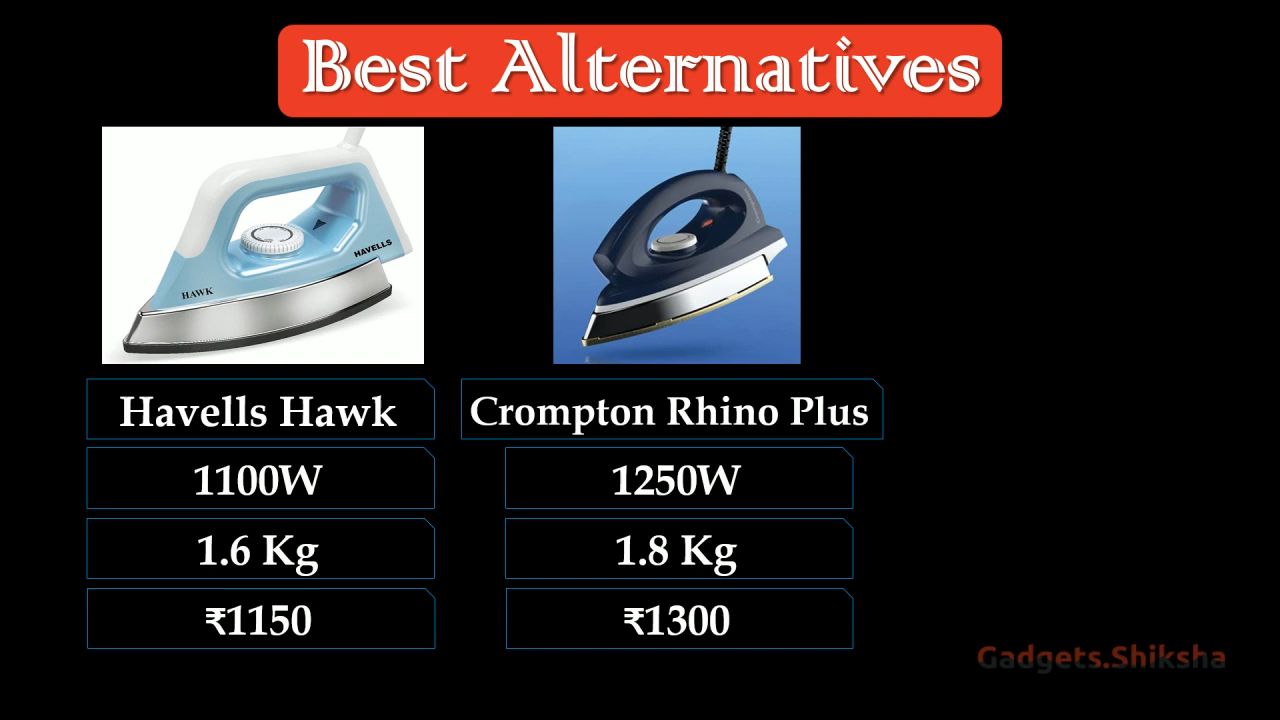 Best Alternatives
HAVELLS
HAWK
Havells Hawk
Crompton Rhino Plus
1100W
1250W
1.6 Kg
1.8 Kg
₹1150
₹1300
Gadgets.Shiksha